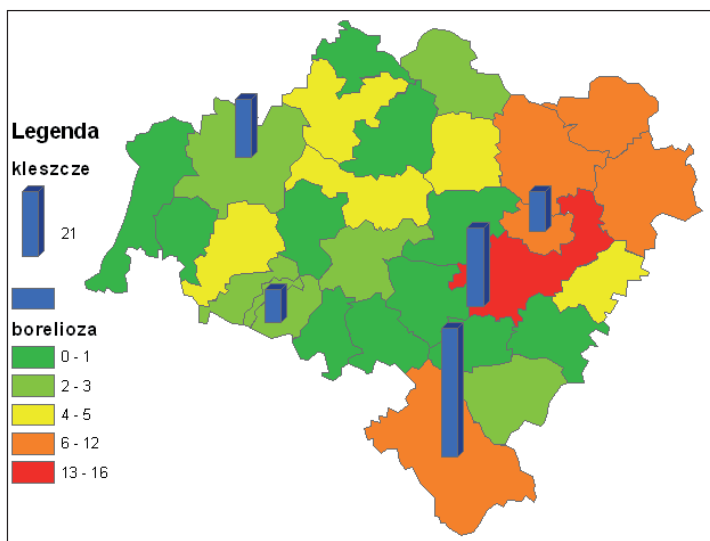 Legenda
kleszcze
21
borelioza
0 - 1
2 - 3
4 - 5
6 - 12
13 - 16